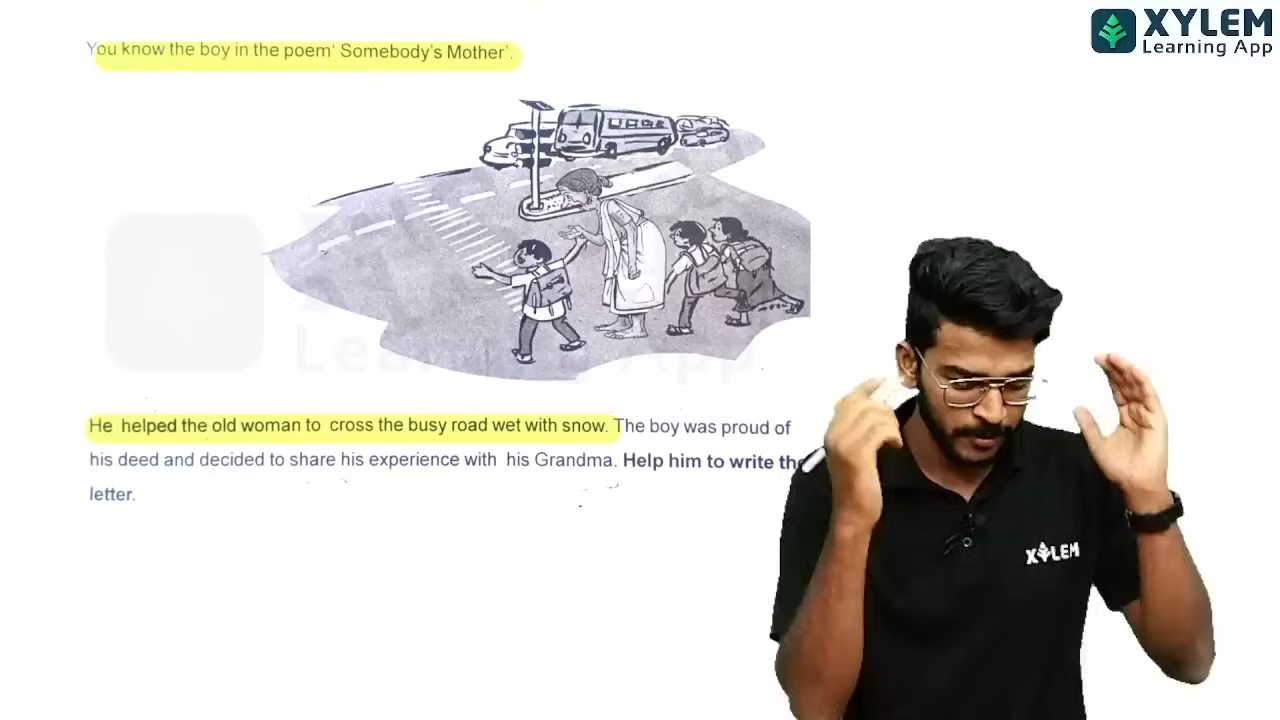 XYLEM
Learning App
You know the boy in the poem‘ Somebody's Mother’.
He helped the old woman to cross the busy road wet with snow. The boy was proud of
his deed and decided to share his experience with his Grandma. Help him to write the
letter.
XYLEM
Learning App